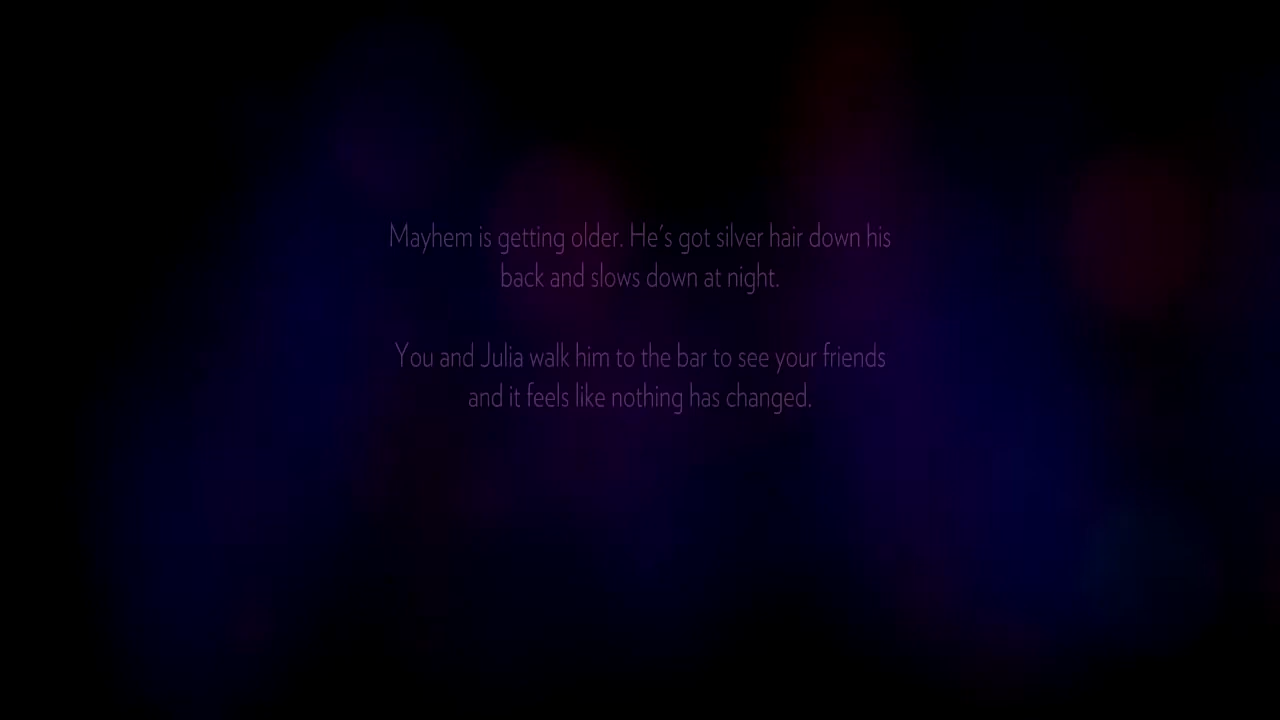 Mayhem is getting older. He's got silver hair down his
back and slows down at night.
You and Julia walk him to the bar to see your friends
and it feels like nothing has changed.